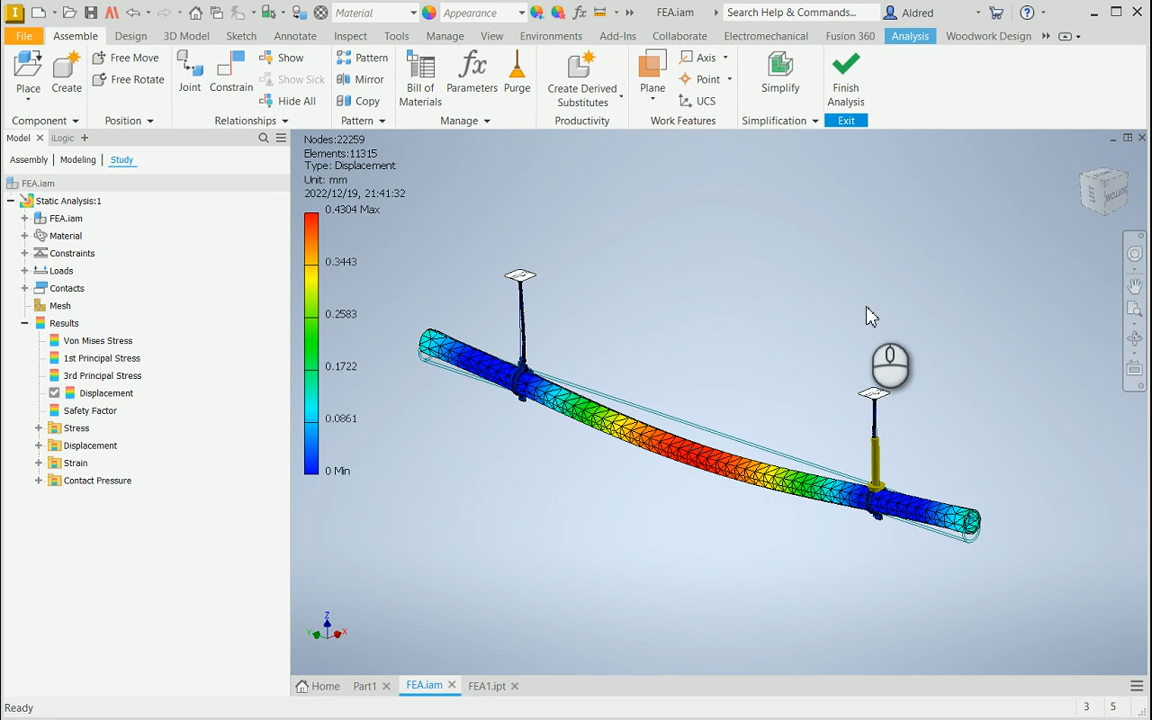 Material
Appearance
FEA.iam
Search Help & Commands...
Aldred
File
Assemble
Design
3D Model
Sketch
Annotate
Inspect
Tools
Manage
View
Environments
Add-Ins
Collaborate
Electromechanical
Fusion 360
Analysis
Woodwork Design
Place
Create
Free Move
Free Rotate
Joint
Constrain
Show
Show Sick
Hide All
Pattern
Mirror
Copy
Bill of
Materials
Parameters
Purge
Create Derived
Substitutes
Plane
Axis
Point
UCS
Simplify
Finish
Analysis
Component
Position
Relationships
Pattern
Manage
Productivity
Work Features
Simplification
Exit
Model
iLogic
Assembly
Modeling
Study
FEA.iam
Static Analysis:1
FEA.iam
Material
Constraints
Loads
Contacts
Mesh
Results
Von Mises Stress
1st Principal Stress
3rd Principal Stress
Displacement
Safety Factor
Stress
Displacement
Strain
Contact Pressure
Nodes:22259
Elements:11315
Type: Displacement
Unit: mm
2022/12/19, 21:41:32
0.4304 Max
0.3443
0.2583
0.1722
0.0861
0 Min
Z
Y
X
Home
Part1
FEA.iam
FEA1.ipt
Ready
3
5